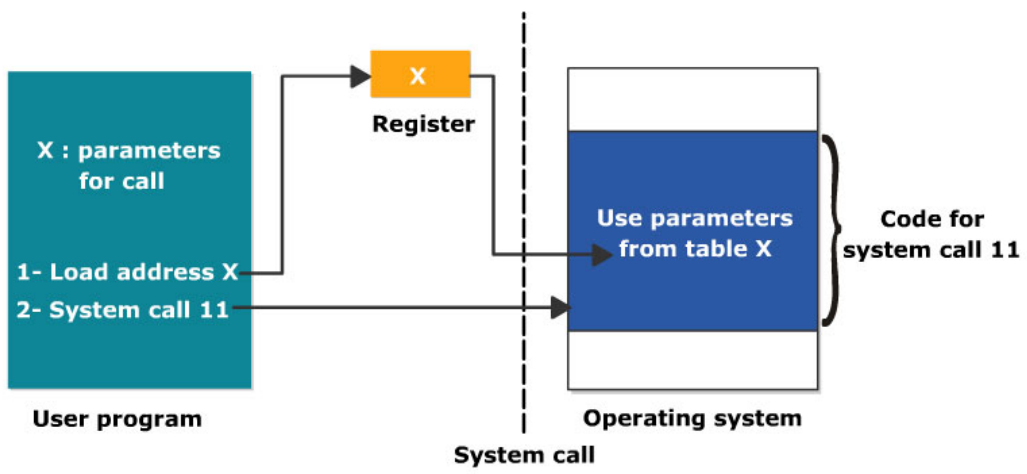 X : parameters
for call
1- Load address X
2- System call 11
User program
X
Register
System call
Use parameters
from table X
Operating system
Code for
system call 11